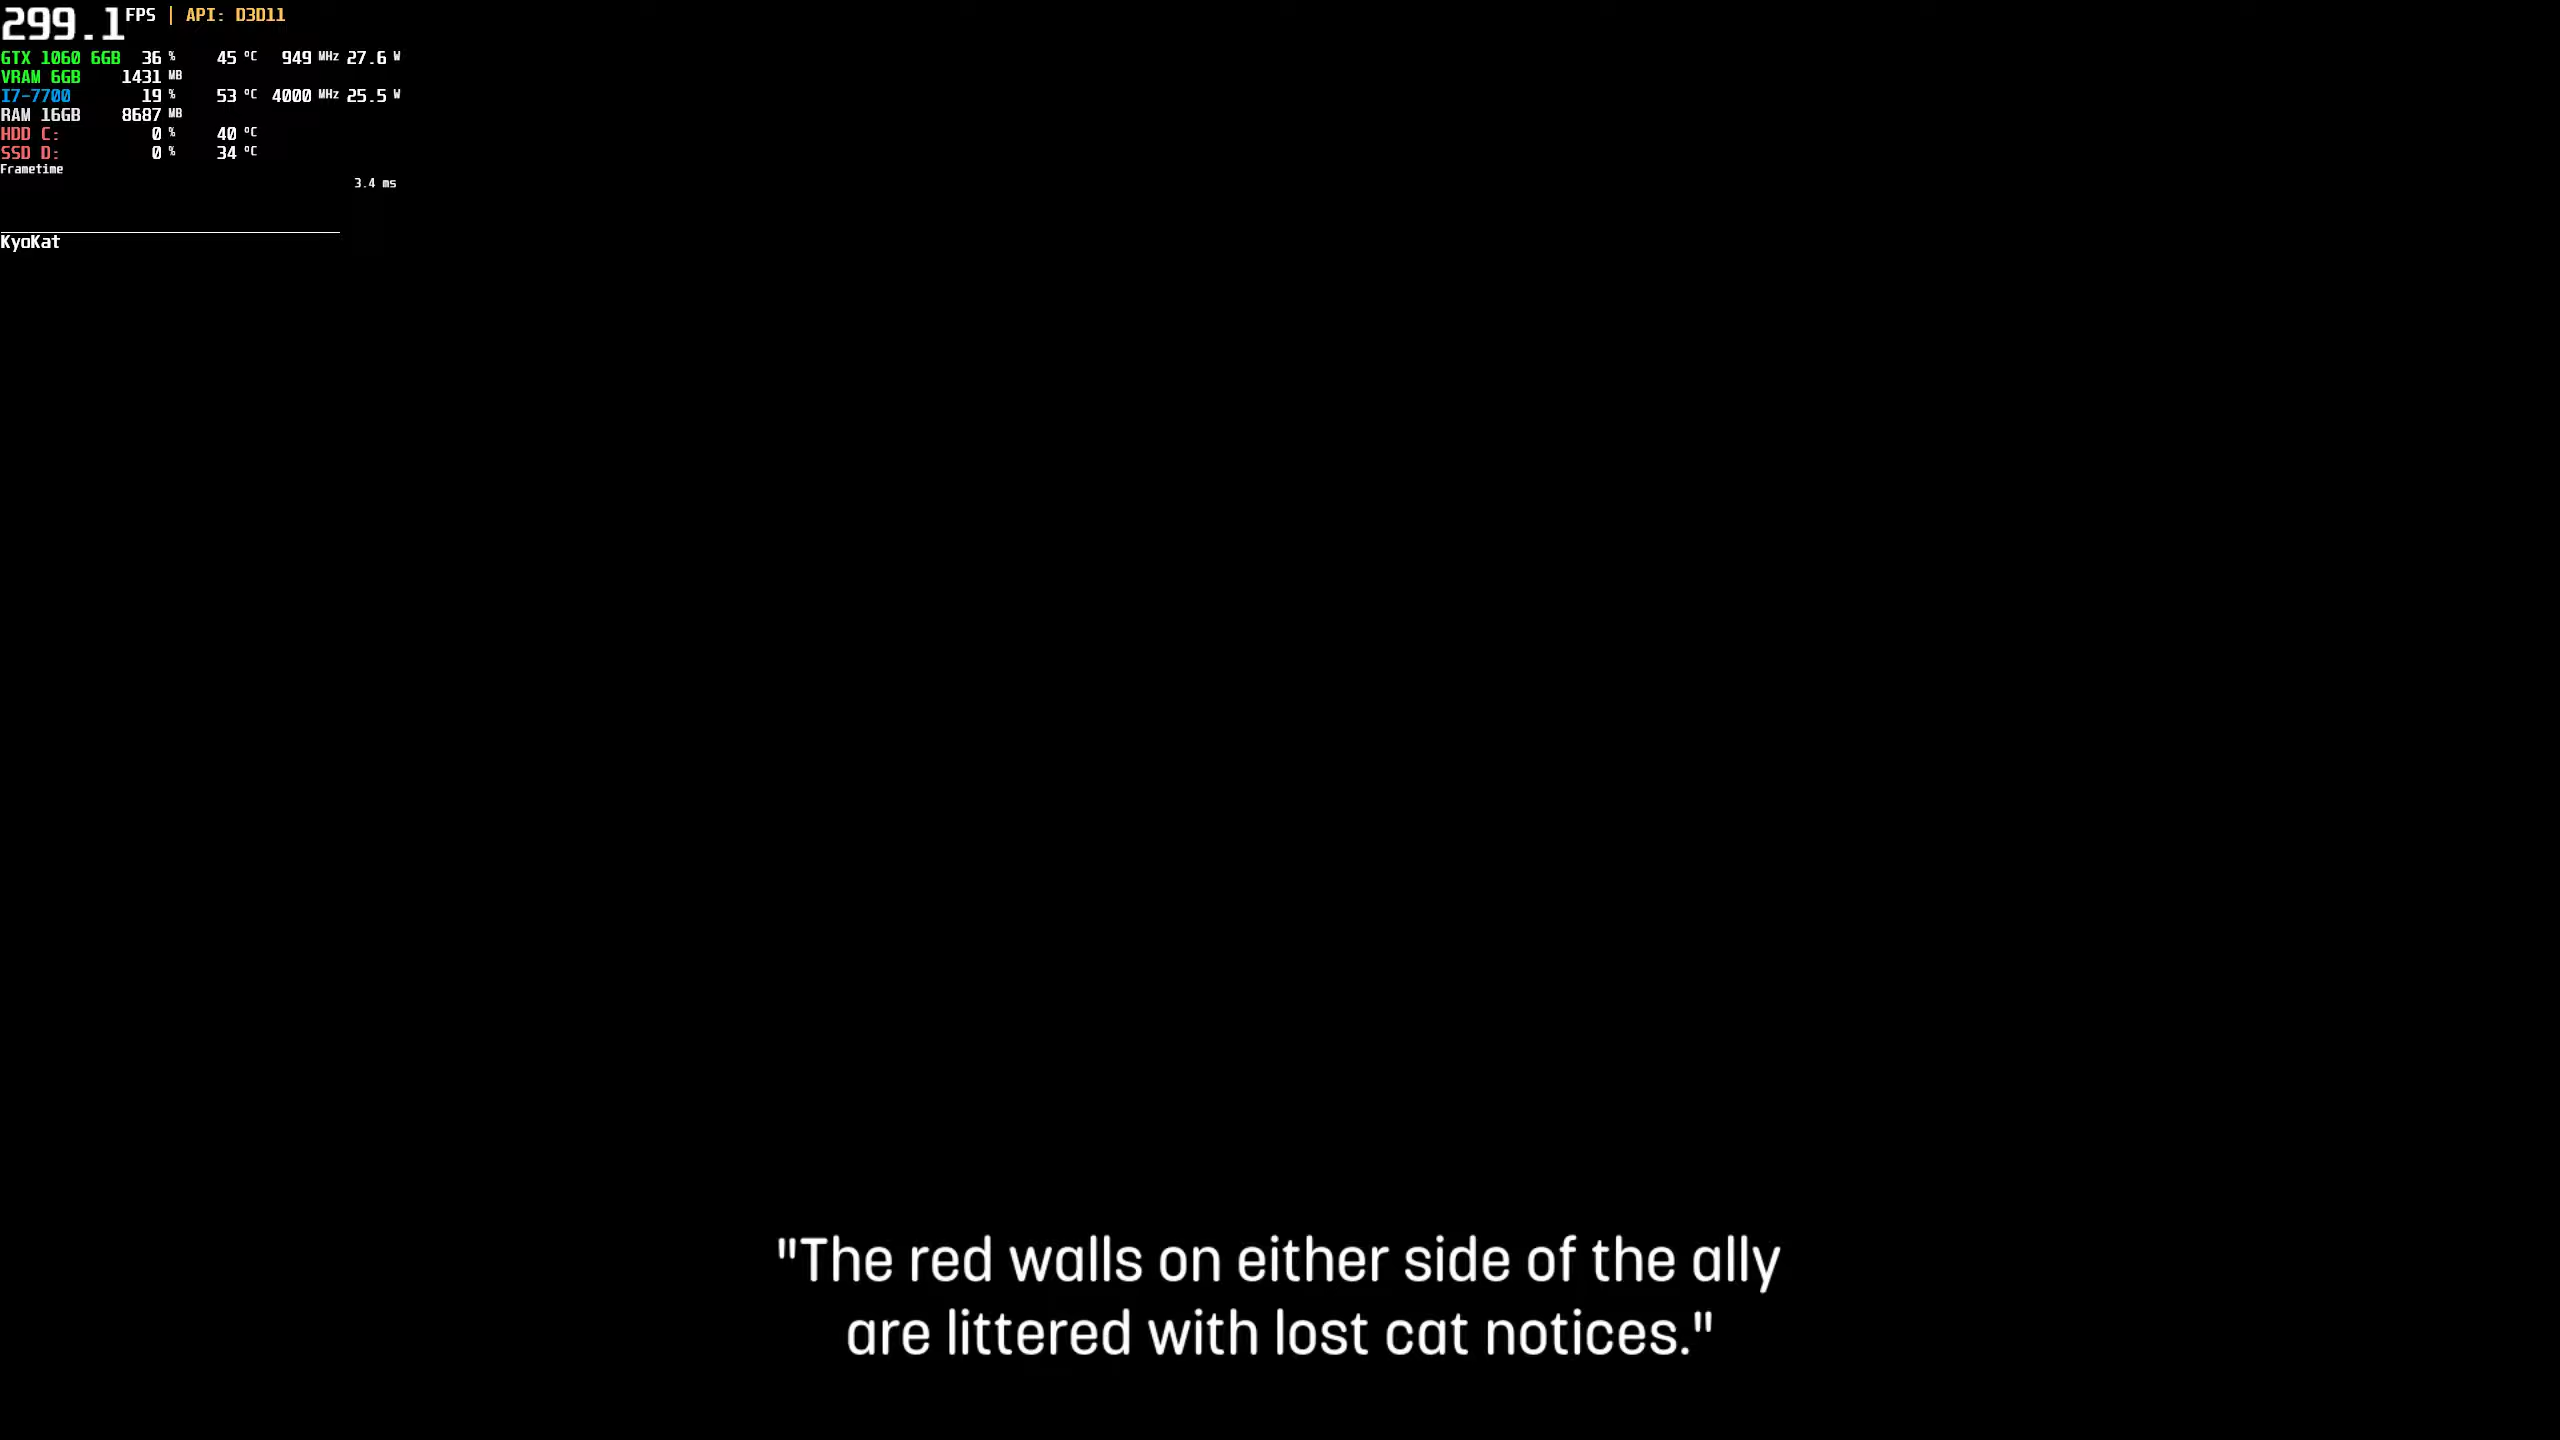 299.1 FPS | API: D3D11
GTX 1060 6GB 36 % 45 °C 949 MHz 27.6 W
VRAM 6GB 1431 MB
I7-7700 19 % 53 °C 4000 MHz 25.5 W
RAM 16GB 8687 MB
HDD C: 0 % 40 °C
SSD D: 0 % 34 °C
Frametime
3.4 ms
KyoKat
"The red walls on either side of the ally
are littered with lost cat notices."